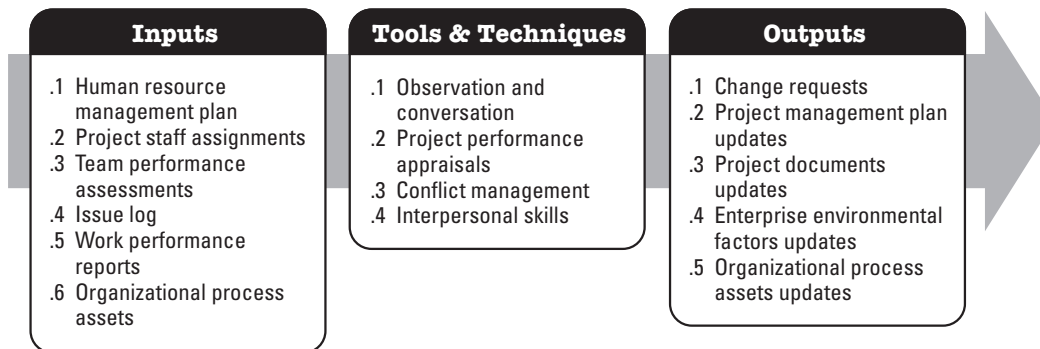 Inputs
.1 Human resource
management plan
.2 Project staff assignments
.3 Team performance
assessments
.4 Issue log
.5 Work performance
reports
.6 Organizational process
assets
Tools & Techniques
.1 Observation and
conversation
.2 Project performance
appraisals
.3 Conflict management
.4 Interpersonal skills
Outputs
.1 Change requests
.2 Project management plan
updates
.3 Project documents
updates
.4 Enterprise environmental
factors updates
.5 Organizational process
assets updates